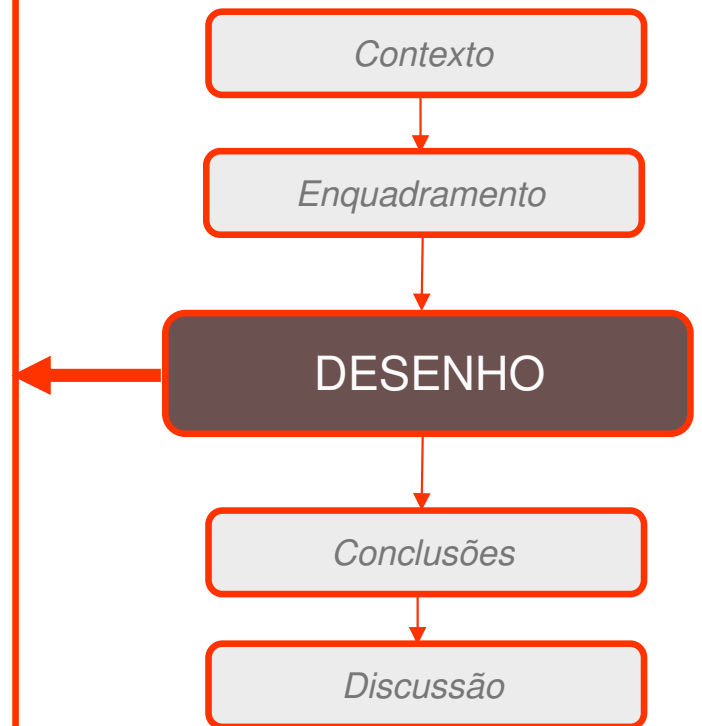 Contexto
Enquadramento
DESENHO
Conclusões
Discussão